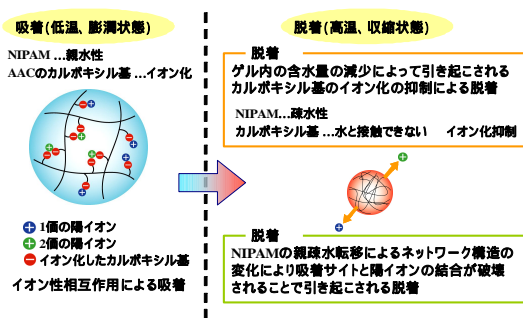 吸着(低温、膨潤状態)
NIPAM …親水性
AACのカルボキシル基 …イオン化
1価の陽イオン
2価の陽イオン
イオン化したカルボキシル基
イオン性相互作用による吸着
脱着(高温、収縮状態)
脱着
ゲル内の含水量の減少によって引き起こされる
カルボキシル基のイオン化の抑制による脱着
NIPAM…疎水性
カルボキシル基 …水と接触できない イオン化抑制
脱着
NIPAMの親疎水転移によるネットワーク構造の
変化により吸着サイトと陽イオンの結合が破壊
されることで引き起こされる脱着